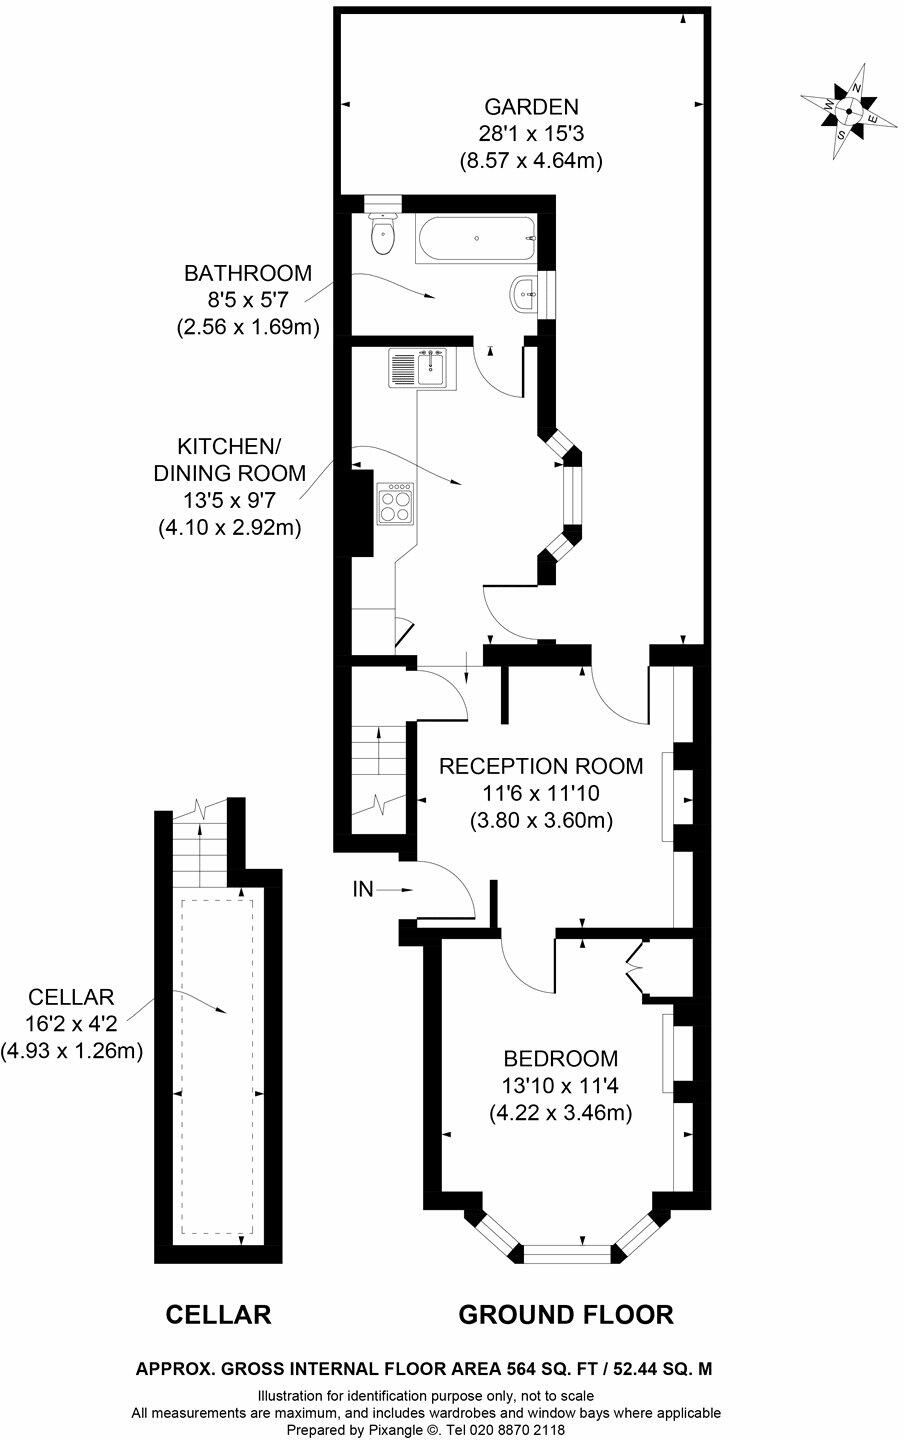 GARDEN
28'1 x 15'3
(8.57 x 4.64m)
N
E
S
W
BATHROOM
8'5 x 5'7
(2.56 x 1.69m)
KITCHEN/
DINING ROOM
13'5 x 9'7
(4.10 x 2.92m)
RECEPTION ROOM
11'6 x 11'10
(3.80 x 3.60m)
IN
CELLAR
16'2 x 4'2
(4.93 x 1.26m)
BEDROOM
13'10 x 11'4
(4.22 x 3.46m)
CELLAR
GROUND FLOOR
APPROX. GROSS INTERNAL FLOOR AREA 564 SQ. FT / 52.44 SQ. M
Illustration for identification purpose only, not to scale
All measurements are maximum, and includes wardrobes and window bays where applicable
Prepared by Pixangle ©. Tel 020 8870 2118